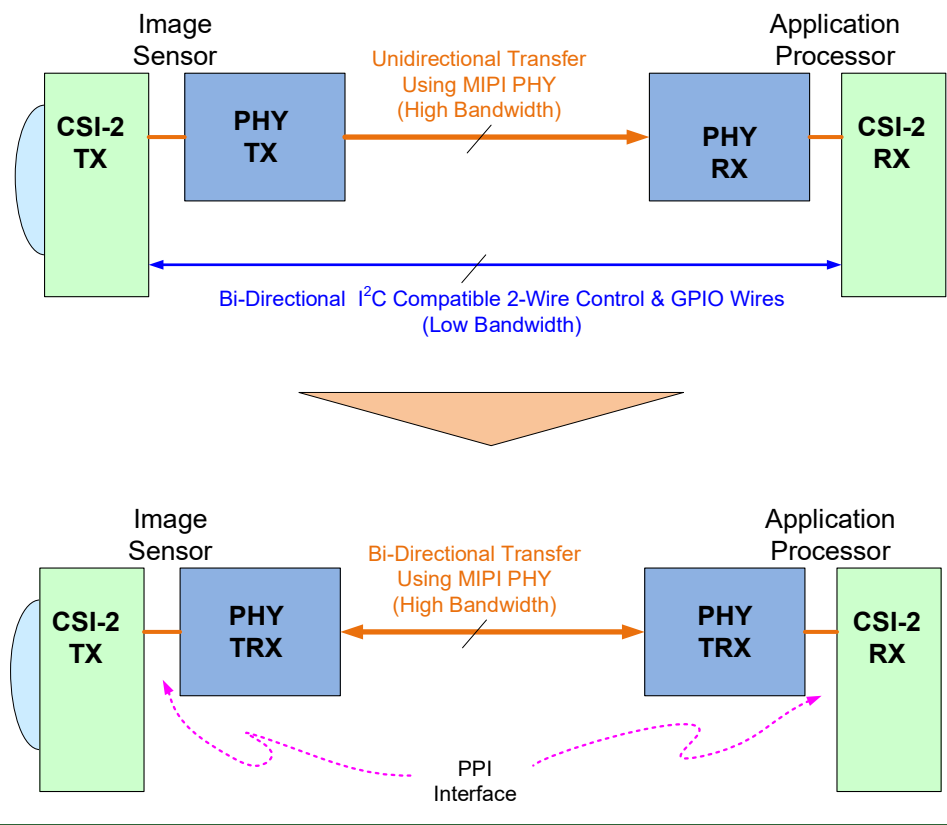 Image
Sensor
Application
Processor
Unidirectional Transfer
Using MIPI PHY
(High Bandwidth)
CSI-2
TX
PHY
TX
PHY
RX
CSI-2
RX
Bi-Directional I²C Compatible 2-Wire Control & GPIO Wires
(Low Bandwidth)
Image
Sensor
Application
Processor
Bi-Directional Transfer
Using MIPI PHY
(High Bandwidth)
CSI-2
TX
PHY
TRX
PHY
TRX
CSI-2
RX
PPI
Interface